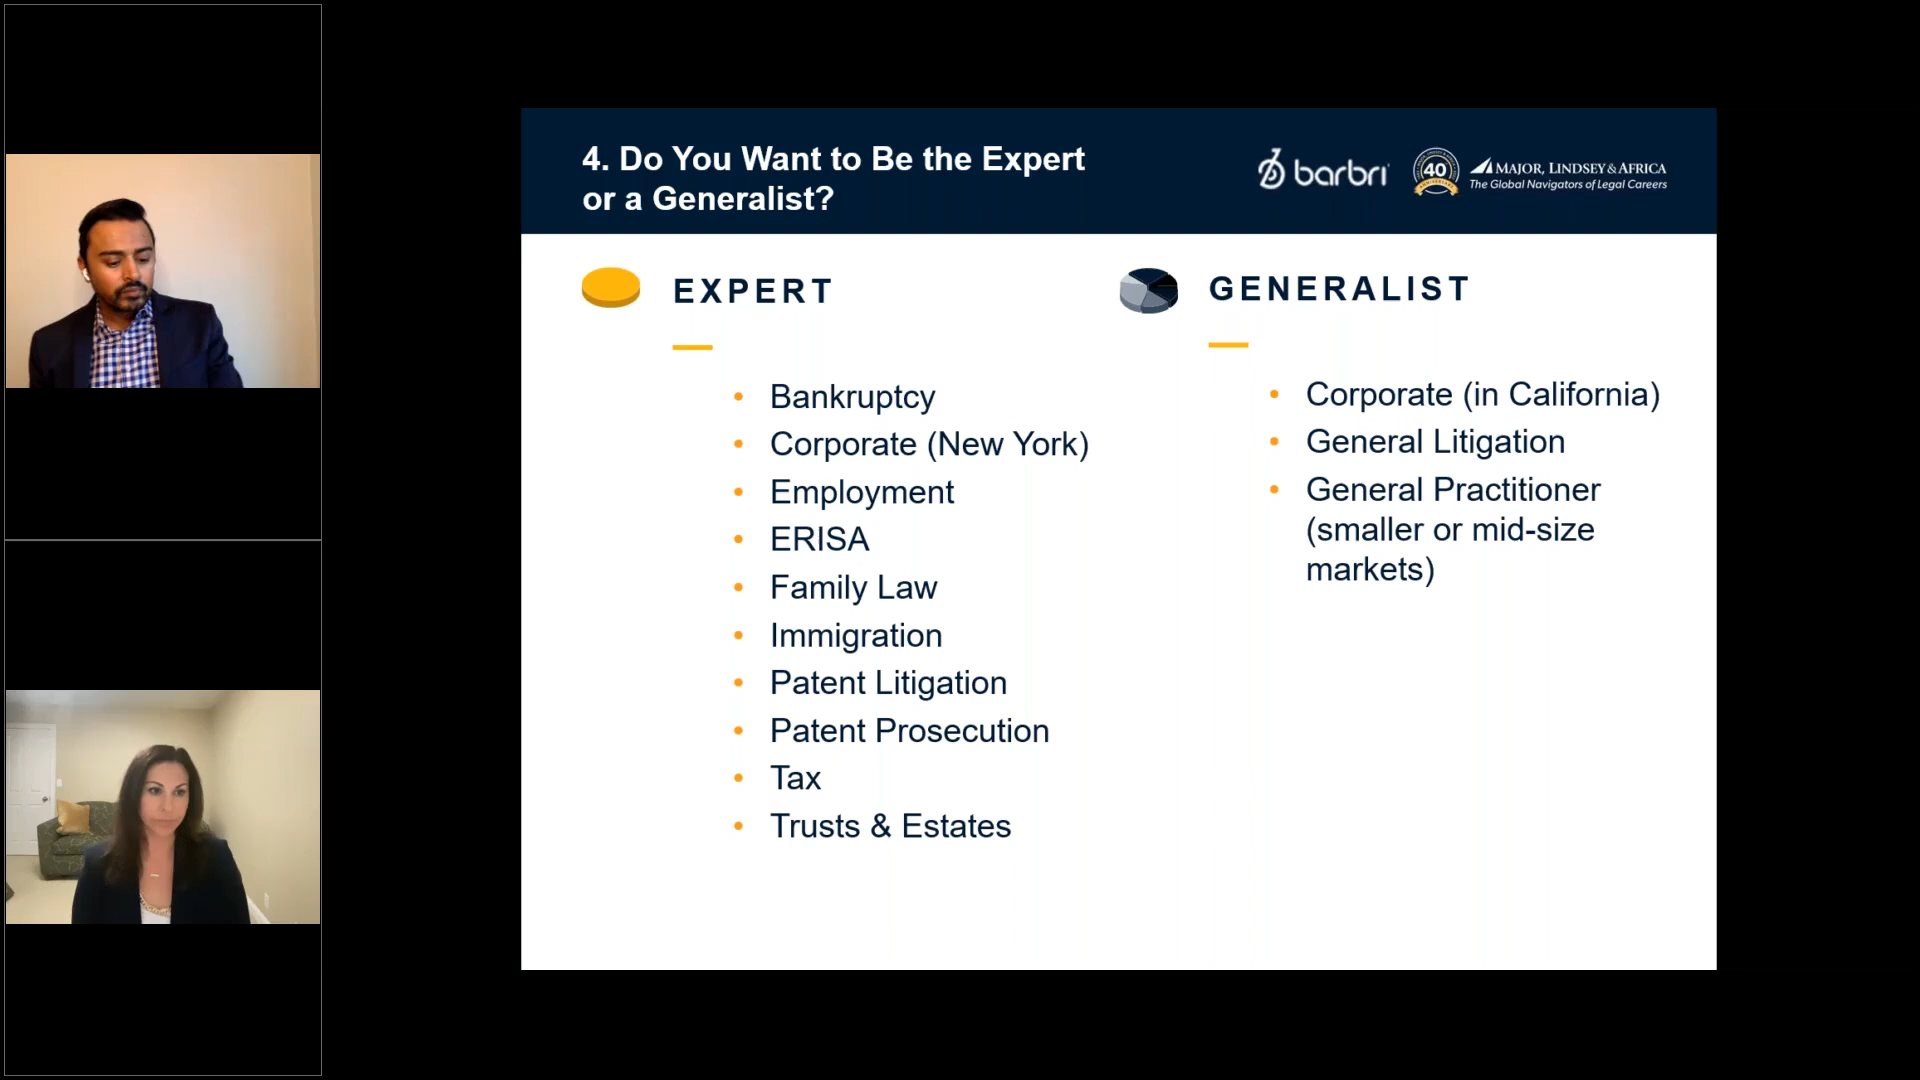 4. Do You Want to Be the Expert
or a Generalist?
barbri
40
MAJOR, LINDSEY & AFRICA
The Global Navigators of Legal Careers
EXPERT
Bankruptcy
Corporate (New York)
Employment
ERISA
Family Law
Immigration
Patent Litigation
Patent Prosecution
Tax
Trusts & Estates
GENERALIST
Corporate (in California)
General Litigation
General Practitioner
(smaller or mid-size
markets)